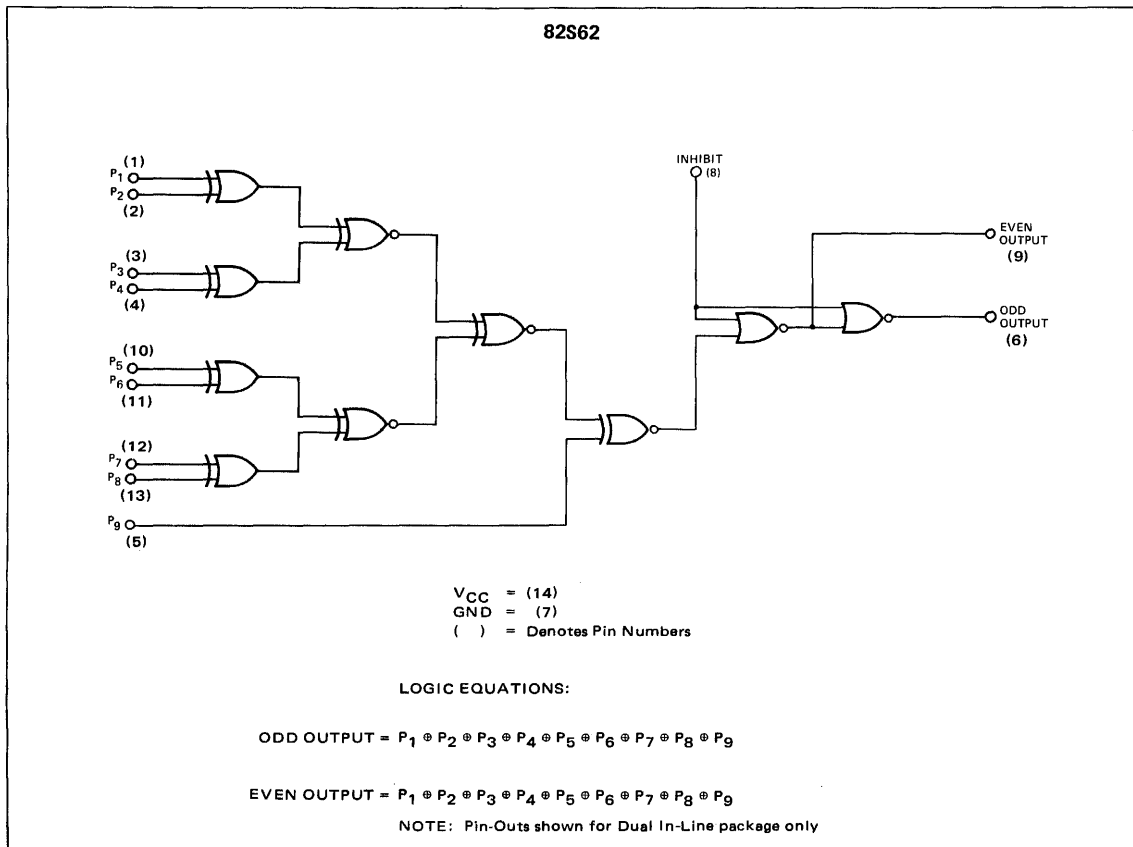 82S62
INHIBIT
(8)
(1)
P1
P2
(2)
(3)
P3
P4
(4)
EVEN
OUTPUT
(9)
ODD
OUTPUT
(6)
(10)
P5
P6
(11)
(12)
P7
P8
(13)
P9
(5)
VCC = (14)
GND = (7)
( ) = Denotes Pin Numbers
LOGIC EQUATIONS:
ODD OUTPUT = P1 ⊕ P2 ⊕ P3 ⊕ P4 ⊕ P5 ⊕ P6 ⊕ P7 ⊕ P8 ⊕ P9
EVEN OUTPUT = P1 ⊕ P2 ⊕ P3 ⊕ P4 ⊕ P5 ⊕ P6 ⊕ P7 ⊕ P8 ⊕ P9
NOTE: Pin-Outs shown for Dual In-Line package only